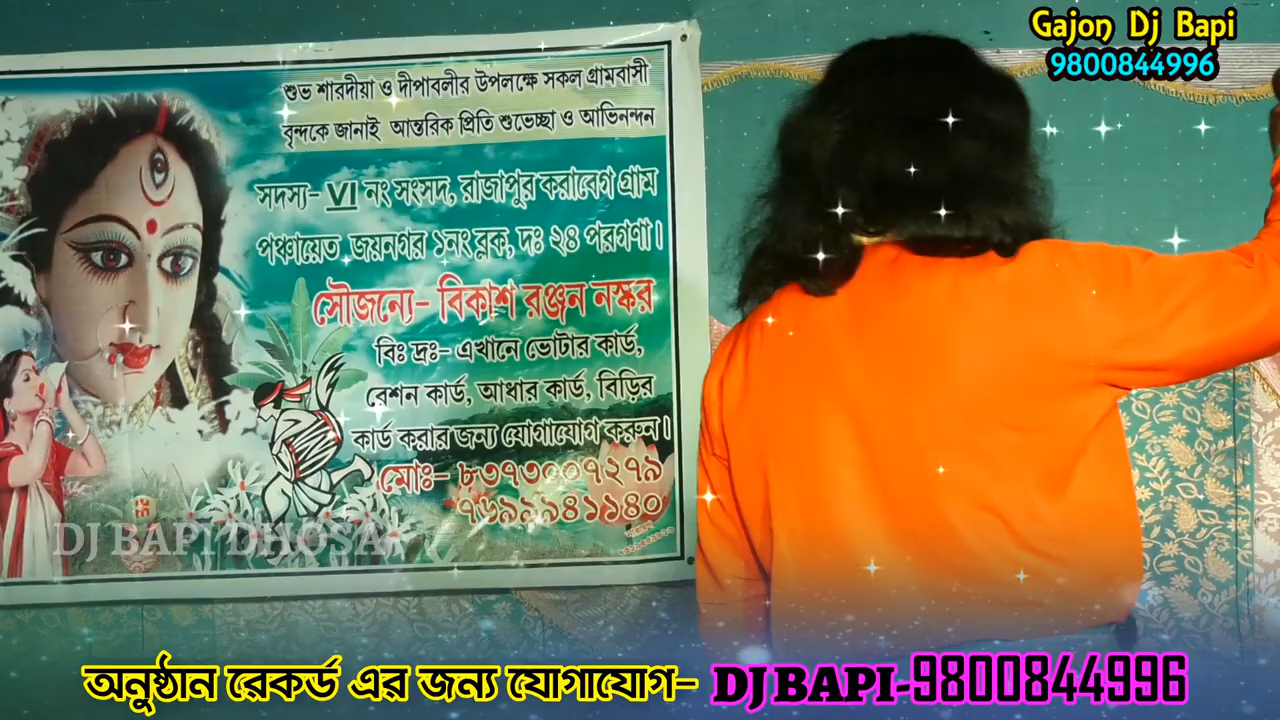 Gajon Dj Bapi
9800844996
শুভ শারদীয়া ও দীপাবলীর উপলক্ষে সকল গ্রামবাসী
বৃন্দকে জানাই আন্তরিক প্রিতি শুভেচ্ছা ও আভিনন্দন
সদস্য- VI নং সংসদ, রাজাপুর করাবেগ গ্রাম
পঞ্চায়েত জয়নগর ১নং ব্লক, দঃ ২৪ পরগণা।
সৌজন্যে- বিকাশ রঞ্জন নস্কর
বিঃ দ্রঃ- এখানে ভোটার কার্ড,
রেশন কার্ড, আধার কার্ড, বিড়ির
কার্ড করার জন্য যোগাযোগ করুন।
মোঃ- ৮৩৭৩০০৭২৭৯
৭৬৯৯৯৪১১৪০
DJ BAPI DHOSA
অনুষ্ঠান রেকর্ড এর জন্য যোগাযোগ- DJ BAPI-9800844996